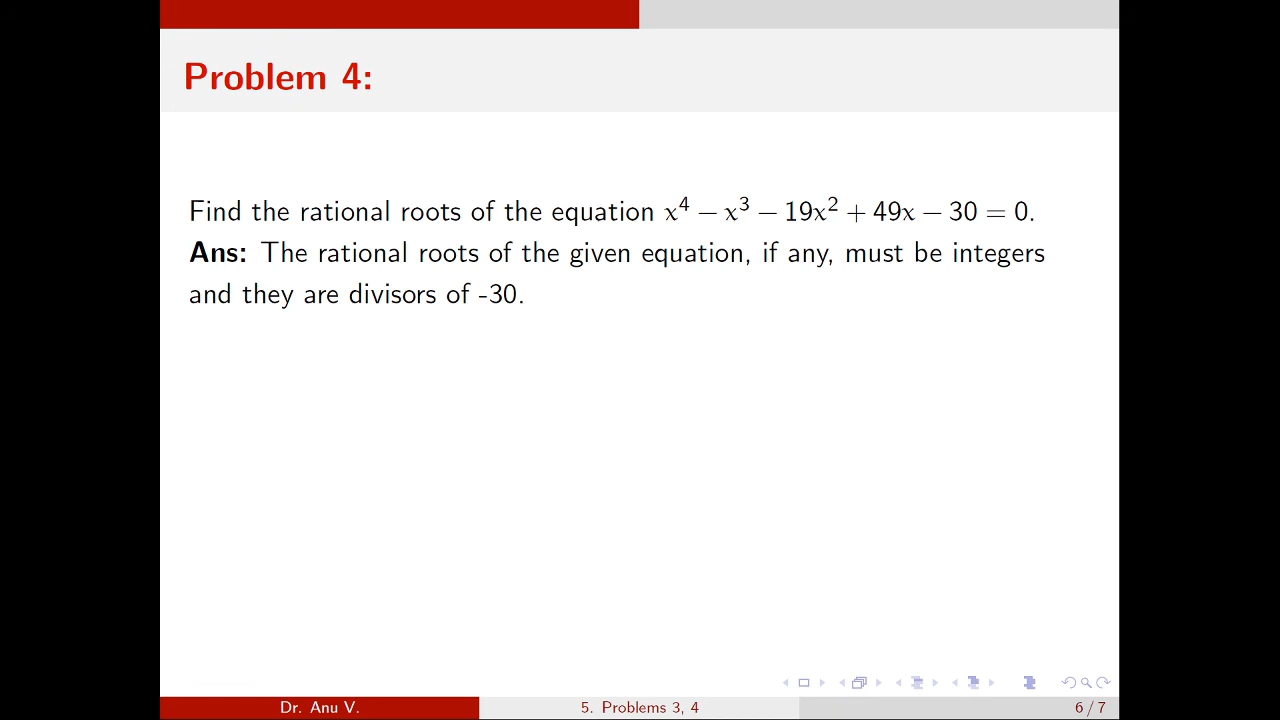 Problem 4:
Find the rational roots of the equation x⁴ − x³ − 19x² + 49x − 30 = 0.
Ans: The rational roots of the given equation, if any, must be integers
and they are divisors of -30.
Dr. Anu V.
5. Problems 3, 4
6 / 7